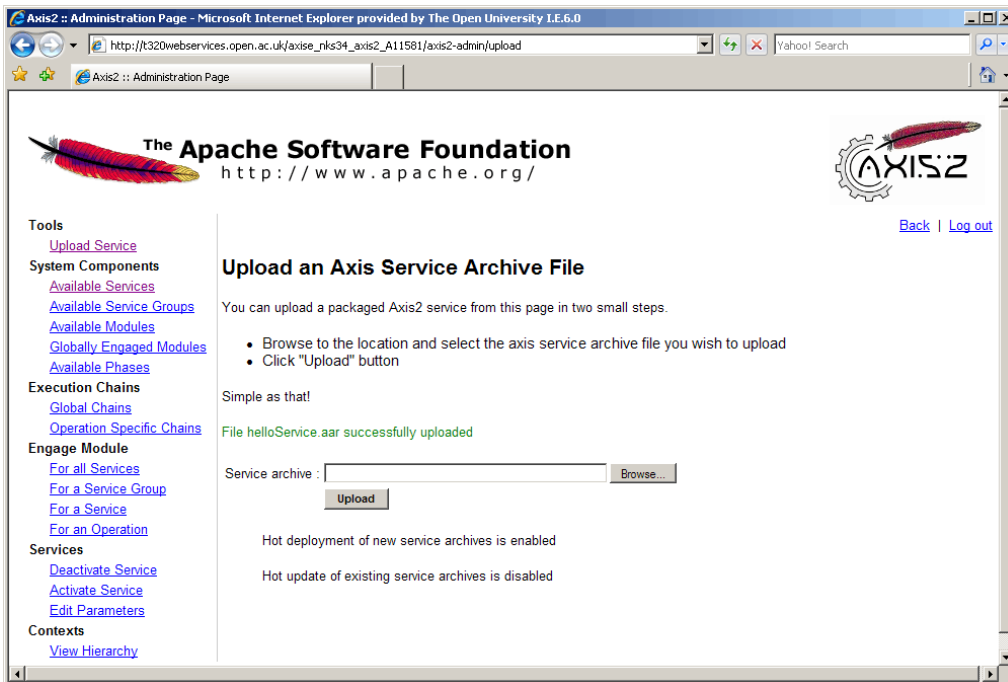 Axis2 :: Administration Page - Microsoft Internet Explorer provided by The Open University I.E.6.0
http://t320webservices.open.ac.uk/axise_nks34_axis2_A11581/axis2-admin/upload
Yahoo! Search
Axis2 :: Administration Page
The Apache Software Foundation
http://www.apache.org/
AXIS2
Back | Log out
Tools
Upload Service
System Components
Available Services
Available Service Groups
Available Modules
Globally Engaged Modules
Available Phases
Execution Chains
Global Chains
Operation Specific Chains
Engage Module
For all Services
For a Service Group
For a Service
For an Operation
Services
Deactivate Service
Activate Service
Edit Parameters
Contexts
View Hierarchy
Upload an Axis Service Archive File
You can upload a packaged Axis2 service from this page in two small steps.
• Browse to the location and select the axis service archive file you wish to upload
• Click "Upload" button
Simple as that!
File helloService.aar successfully uploaded
Service archive : Browse...
Upload
Hot deployment of new service archives is enabled
Hot update of existing service archives is disabled